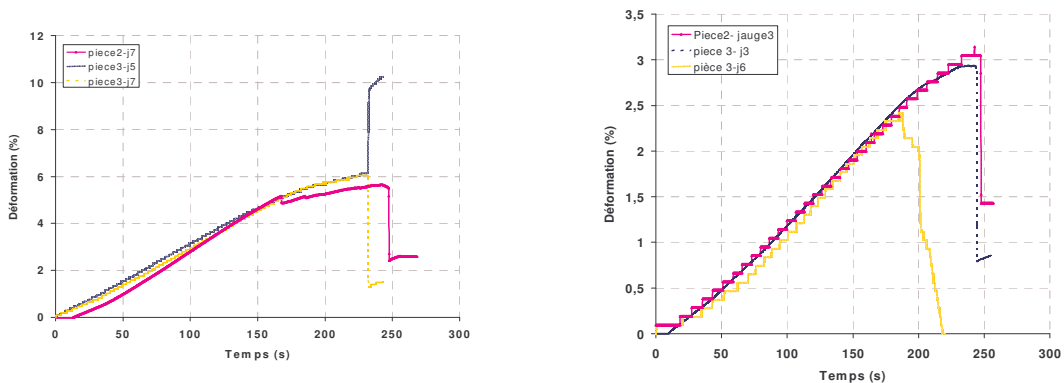 12
10
8
6
4
2
0
0 50 100 150 200 250 300
Déformation (%)
Temps (s)
piece2-j7
piece3-j5
piece3-j7
3,5
3
2,5
2
1,5
1
0,5
0
0 50 100 150 200 250 300
Déformation (%)
Temps (s)
Piece2- jauge3
piece 3- j3
pièce 3-j6